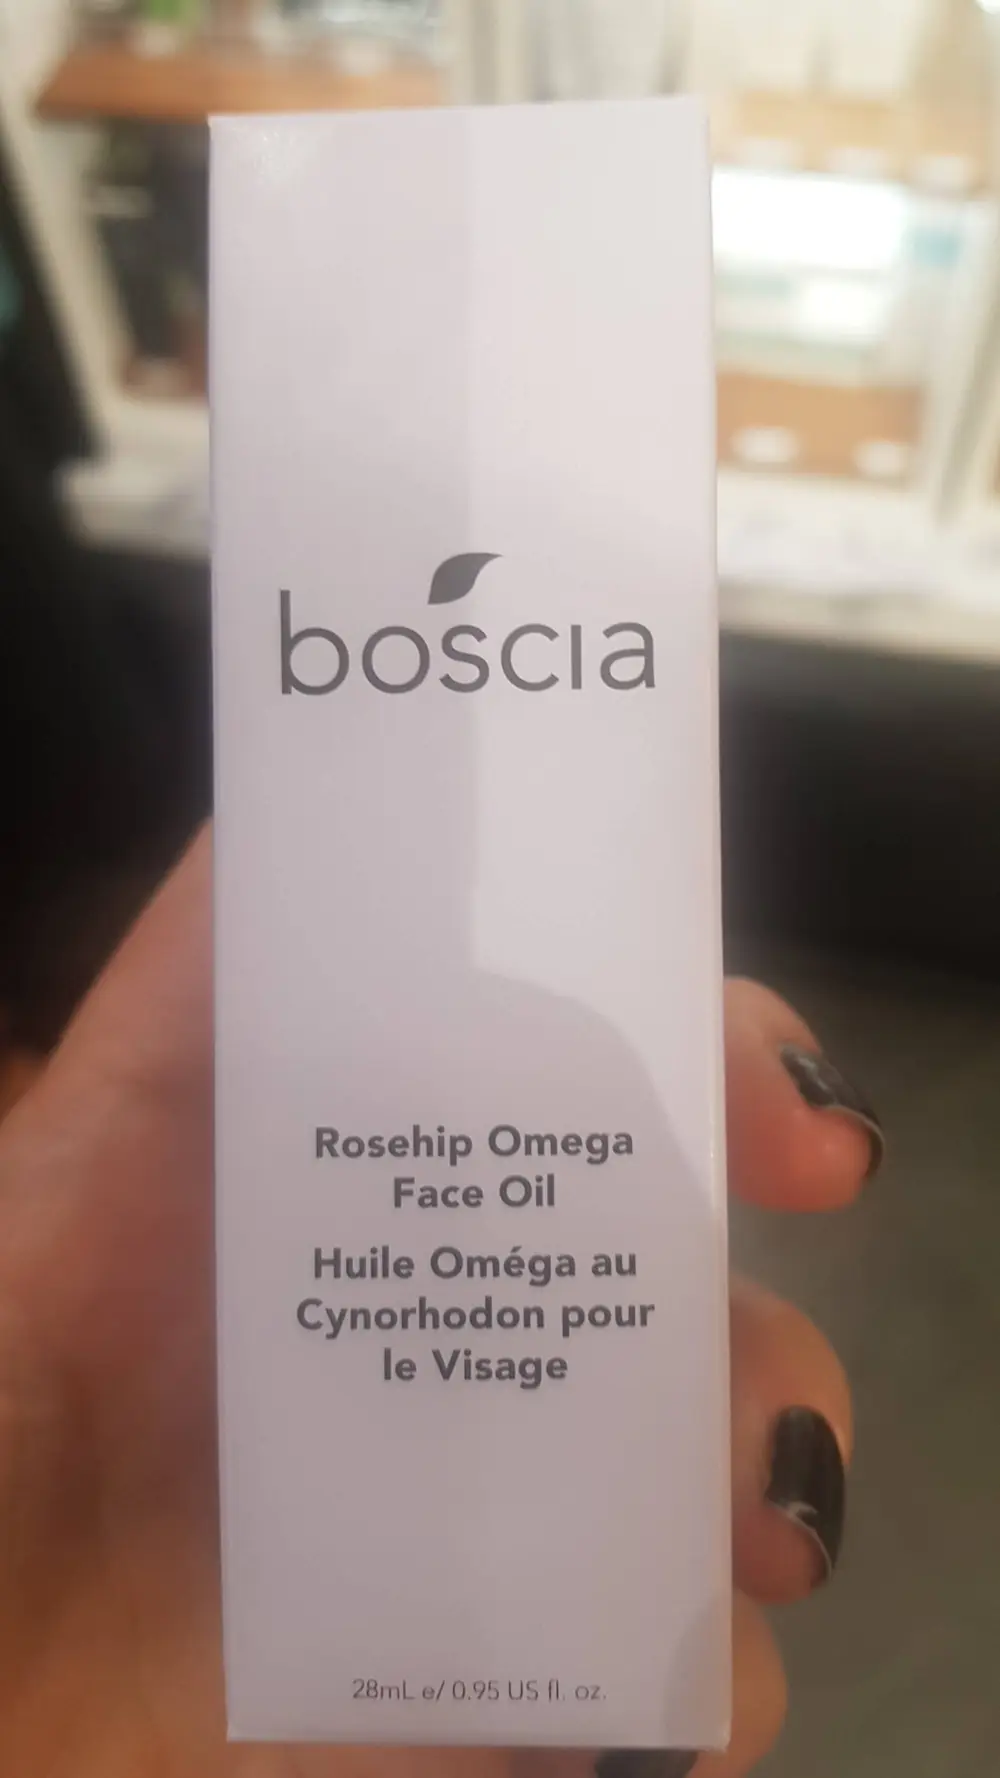 boscia
Rosehip Omega
Face Oil
Huile Oméga au
Cynorhodon pour
le Visage
28mL e/ 0.95 US fl. oz.